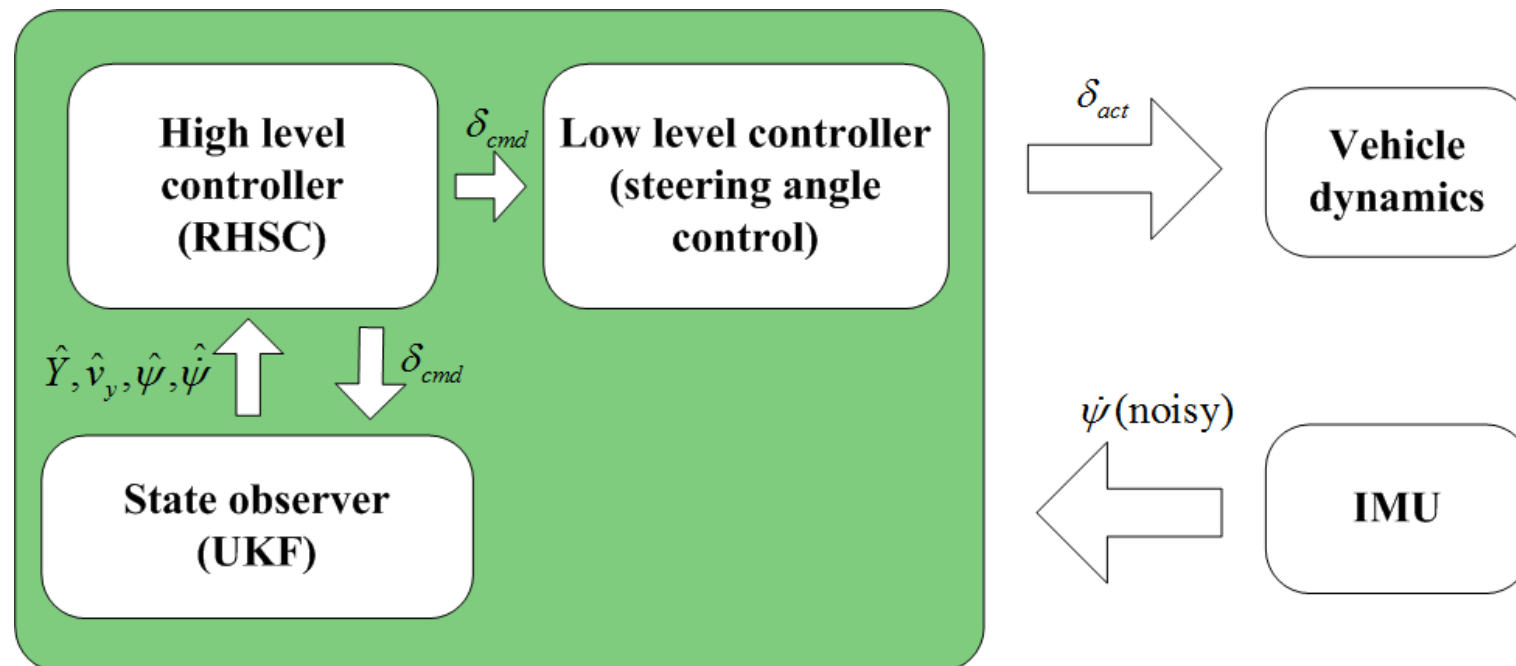 High level
controller
(RHSC)
δ_cmd
Low level controller
(steering angle
control)
δ_act
Vehicle
dynamics
Ŷ, v̂_y, ψ̂, ψ̇̂
δ_cmd
State observer
(UKF)
ψ̇(noisy)
IMU